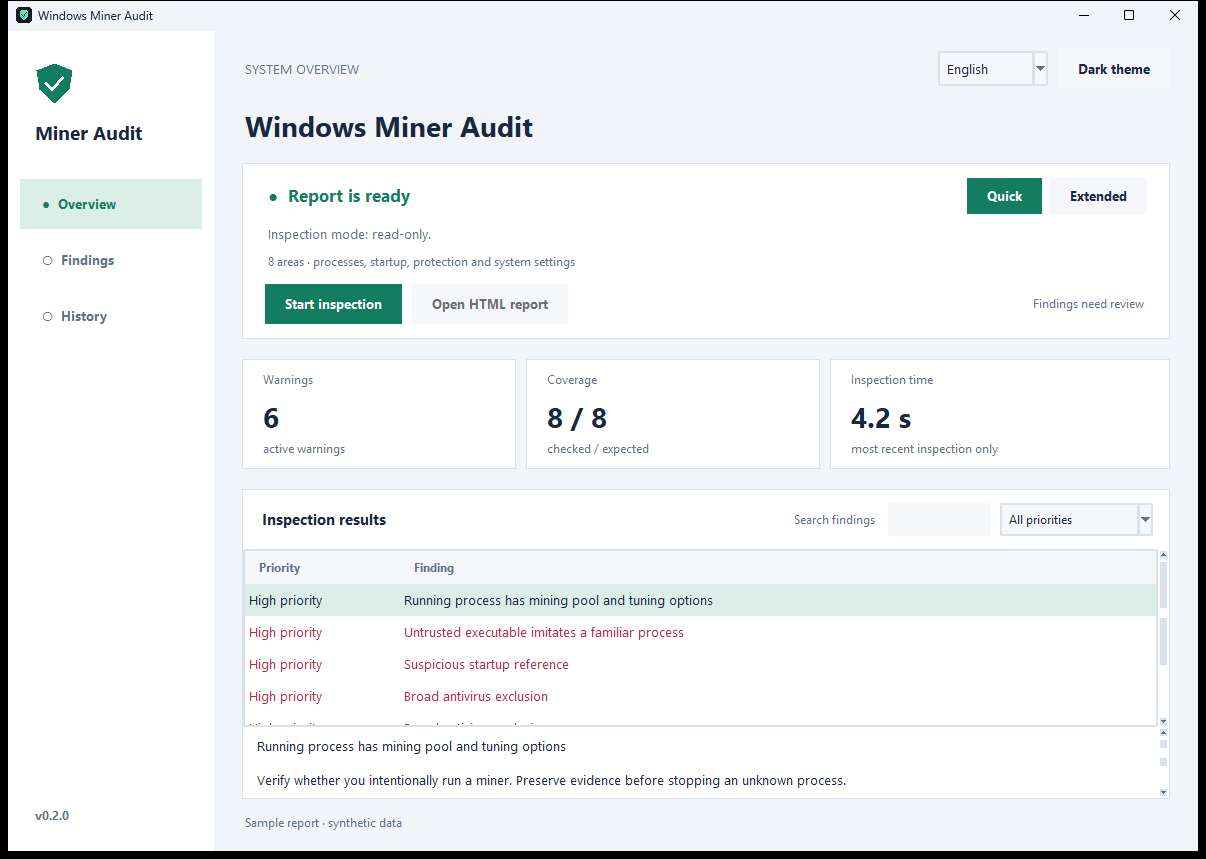 Windows Miner Audit
Miner Audit
Overview
Findings
History
v0.2.0
SYSTEM OVERVIEW
English
Dark theme
Windows Miner Audit
Report is ready
Quick
Extended
Inspection mode: read-only.
8 areas · processes, startup, protection and system settings
Start inspection
Open HTML report
Findings need review
Warnings
6
active warnings
Coverage
8 / 8
checked / expected
Inspection time
4.2 s
most recent inspection only
Inspection results
Search findings
All priorities
Priority Finding
High priority Running process has mining pool and tuning options
High priority Untrusted executable imitates a familiar process
High priority Suspicious startup reference
High priority Broad antivirus exclusion
Running process has mining pool and tuning options
Verify whether you intentionally run a miner. Preserve evidence before stopping an unknown process.
Sample report · synthetic data